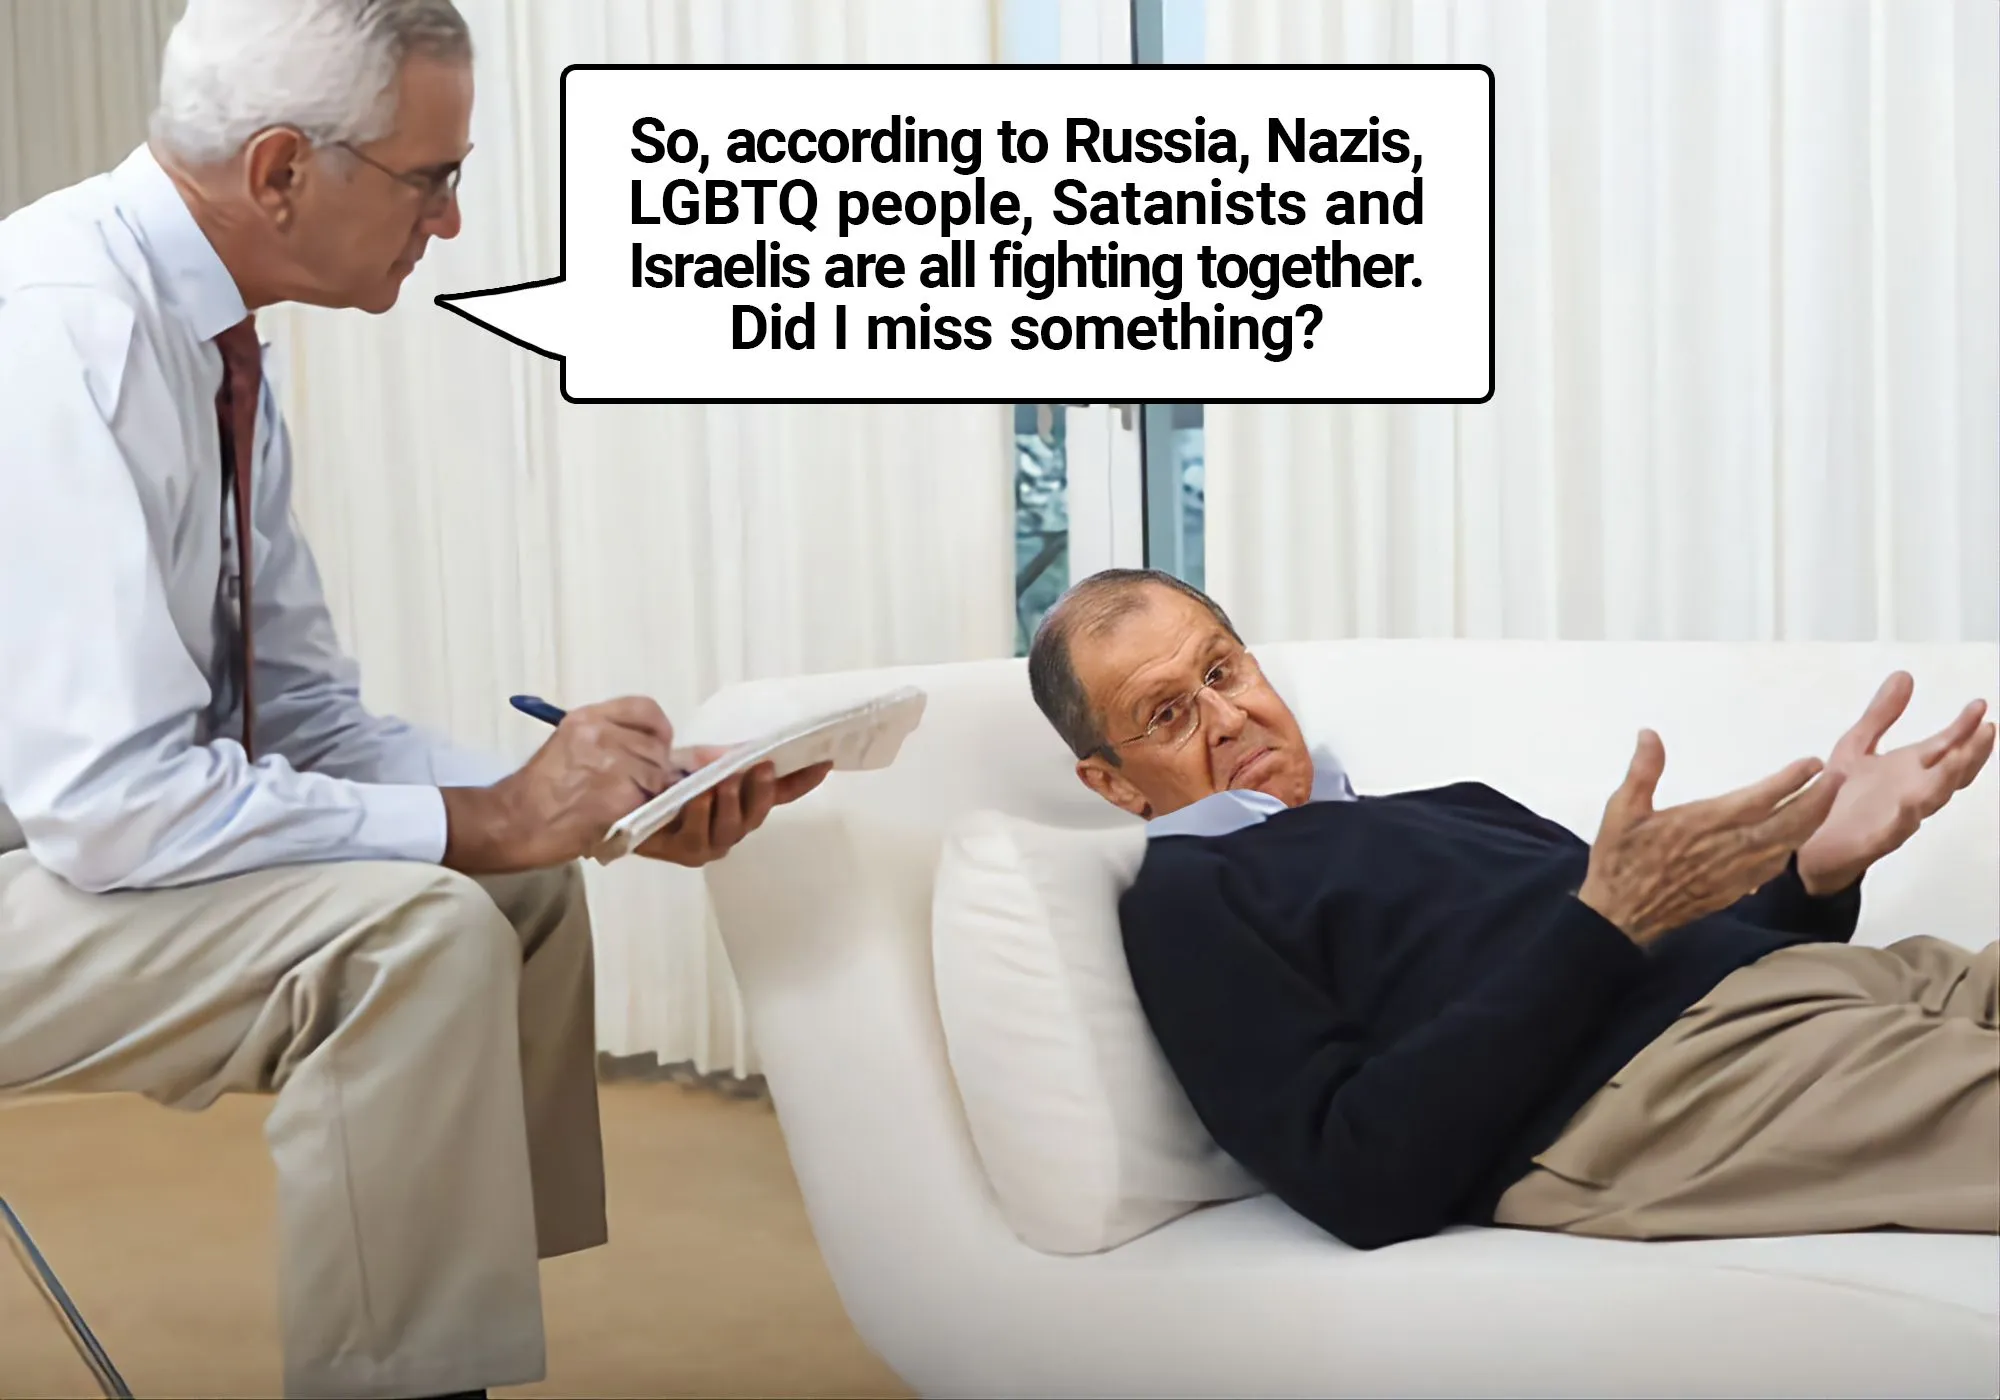 So, according to Russia, Nazis,
LGBTQ people, Satanists and
Israelis are all fighting together.
Did I miss something?